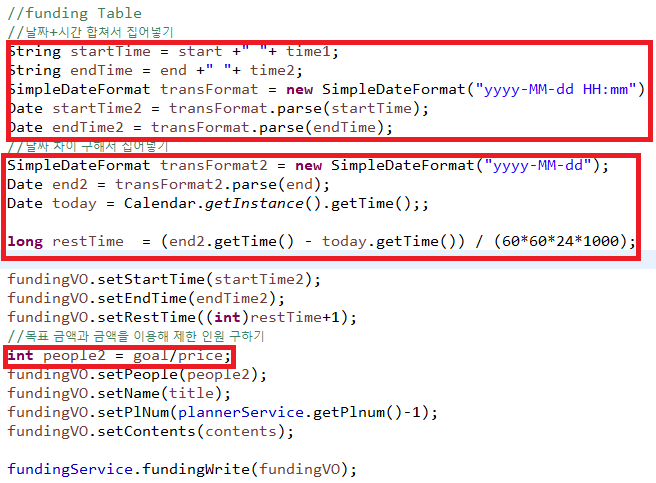 //funding Table
//날짜+시간 합쳐서 집어넣기
String startTime = start +" "+ time1;
String endTime = end +" "+ time2;
SimpleDateFormat transFormat = new SimpleDateFormat("yyyy-MM-dd HH:mm")
Date startTime2 = transFormat.parse(startTime);
Date endTime2 = transFormat.parse(endTime);
//날짜 차이 구해서 집어넣기
SimpleDateFormat transFormat2 = new SimpleDateFormat("yyyy-MM-dd");
Date end2 = transFormat2.parse(end);
Date today = Calendar.getInstance().getTime();;
long restTime  = (end2.getTime() - today.getTime()) / (60*60*24*1000);
fundingVO.setStartTime(startTime2);
fundingVO.setEndTime(endTime2);
fundingVO.setRestTime((int)restTime+1);
//목표 금액과 금액을 이용해 제한 인원 구하기
int people2 = goal/price;
fundingVO.setPeople(people2);
fundingVO.setName(title);
fundingVO.setPlNum(plannerService.getPlnum()-1);
fundingVO.setContents(contents);
fundingService.fundingWrite(fundingVO);